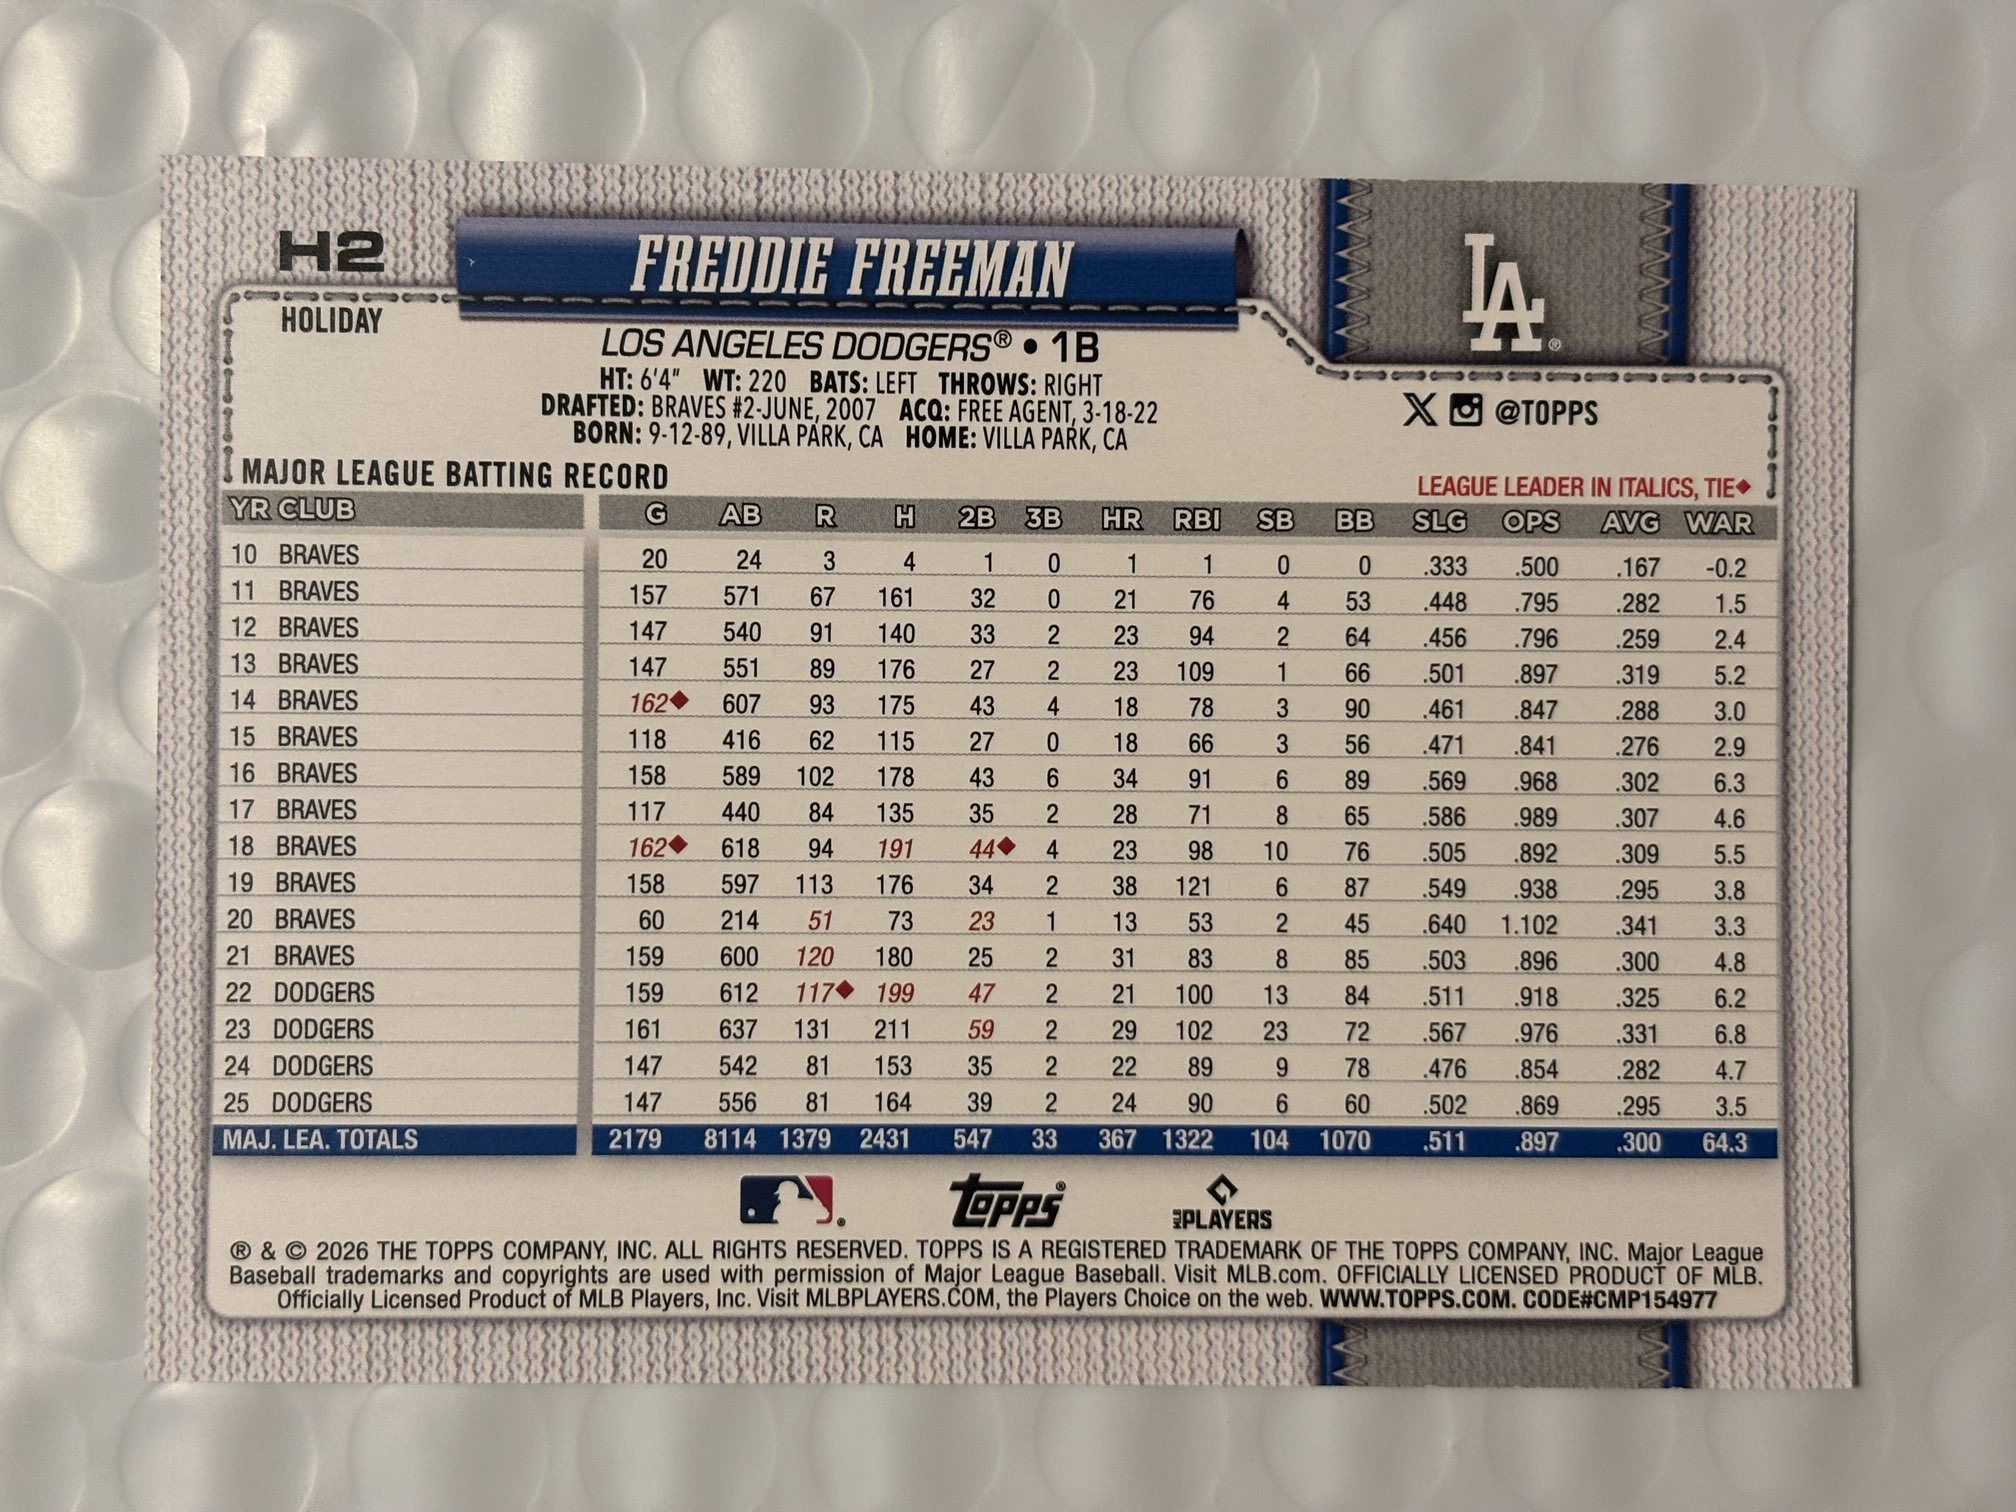 H2
FREDDIE FREEMAN
LA®
HOLIDAY
LOS ANGELES DODGERS® • 1B
HT: 6'4" WT: 220 BATS: LEFT THROWS: RIGHT
DRAFTED: BRAVES #2-JUNE, 2007 ACQ: FREE AGENT, 3-18-22
BORN: 9-12-89, VILLA PARK, CA HOME: VILLA PARK, CA
X @TOPPS
MAJOR LEAGUE BATTING RECORD
LEAGUE LEADER IN ITALICS, TIE◆
YR CLUB G AB R H 2B 3B HR RBI SB BB SLG OPS AVG WAR
10 BRAVES 20 24 3 4 1 0 1 1 0 0 .333 .500 .167 -0.2
11 BRAVES 157 571 67 161 32 0 21 76 4 53 .448 .795 .282 1.5
12 BRAVES 147 540 91 140 33 2 23 94 2 64 .456 .796 .259 2.4
13 BRAVES 147 551 89 176 27 2 23 109 1 66 .501 .897 .319 5.2
14 BRAVES 162◆ 607 93 175 43 4 18 78 3 90 .461 .847 .288 3.0
15 BRAVES 118 416 62 115 27 0 18 66 3 56 .471 .841 .276 2.9
16 BRAVES 158 589 102 178 43 6 34 91 6 89 .569 .968 .302 6.3
17 BRAVES 117 440 84 135 35 2 28 71 8 65 .586 .989 .307 4.6
18 BRAVES 162◆ 618 94 191 44◆ 4 23 98 10 76 .505 .892 .309 5.5
19 BRAVES 158 597 113 176 34 2 38 121 6 87 .549 .938 .295 3.8
20 BRAVES 60 214 51 73 23 1 13 53 2 45 .640 1.102 .341 3.3
21 BRAVES 159 600 120 180 25 2 31 83 8 85 .503 .896 .300 4.8
22 DODGERS 159 612 117◆ 199 47 2 21 100 13 84 .511 .918 .325 6.2
23 DODGERS 161 637 131 211 59 2 29 102 23 72 .567 .976 .331 6.8
24 DODGERS 147 542 81 153 35 2 22 89 9 78 .476 .854 .282 4.7
25 DODGERS 147 556 81 164 39 2 24 90 6 60 .502 .869 .295 3.5
MAJ. LEA. TOTALS 2179 8114 1379 2431 547 33 367 1322 104 1070 .511 .897 .300 64.3
Topps® MLB PLAYERS
® & © 2026 THE TOPPS COMPANY, INC. ALL RIGHTS RESERVED. TOPPS IS A REGISTERED TRADEMARK OF THE TOPPS COMPANY, INC. Major League
Baseball trademarks and copyrights are used with permission of Major League Baseball. Visit MLB.com. OFFICIALLY LICENSED PRODUCT OF MLB.
Officially Licensed Product of MLB Players, Inc. Visit MLBPLAYERS.COM, the Players Choice on the web. WWW.TOPPS.COM. CODE#CMP154977